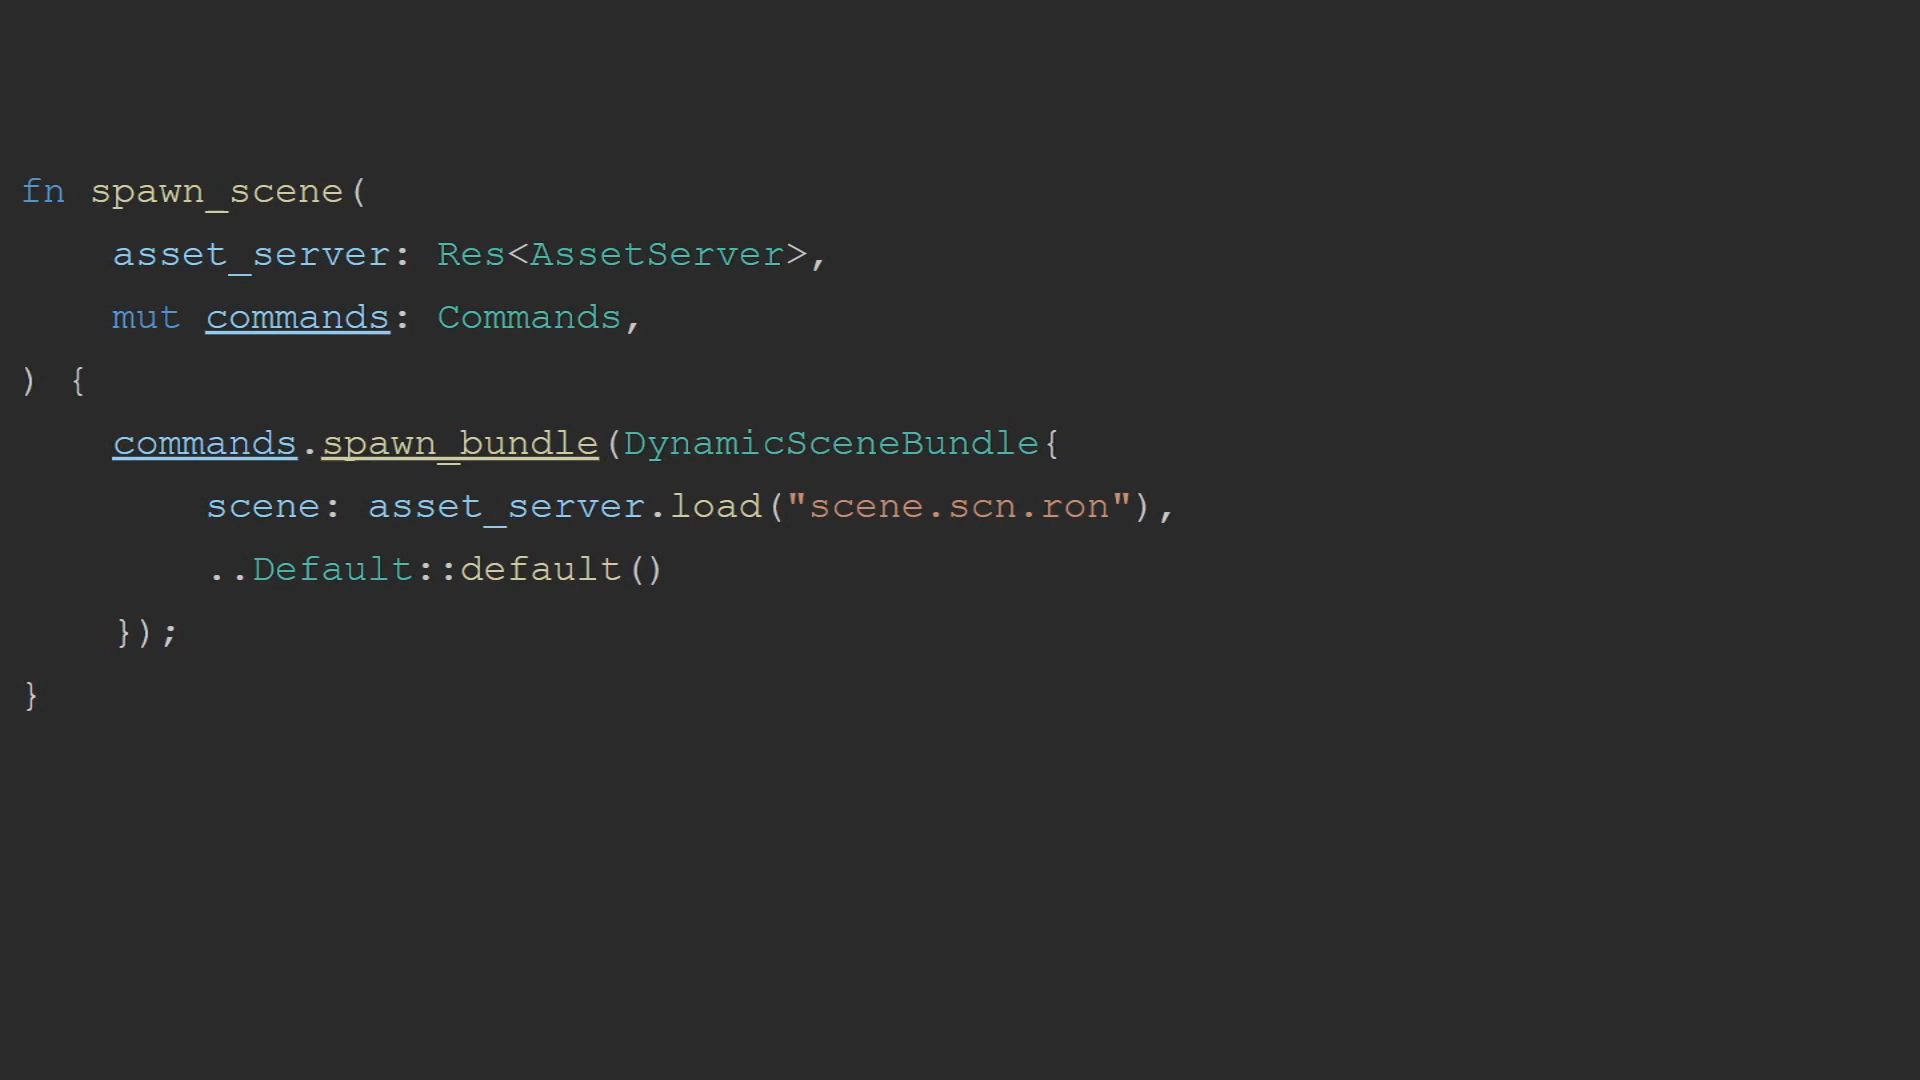 fn spawn_scene(
    asset_server: Res<AssetServer>,
    mut commands: Commands,
) {
    commands.spawn_bundle(DynamicSceneBundle{
        scene: asset_server.load("scene.scn.ron"),
        ..Default::default()
    });
}